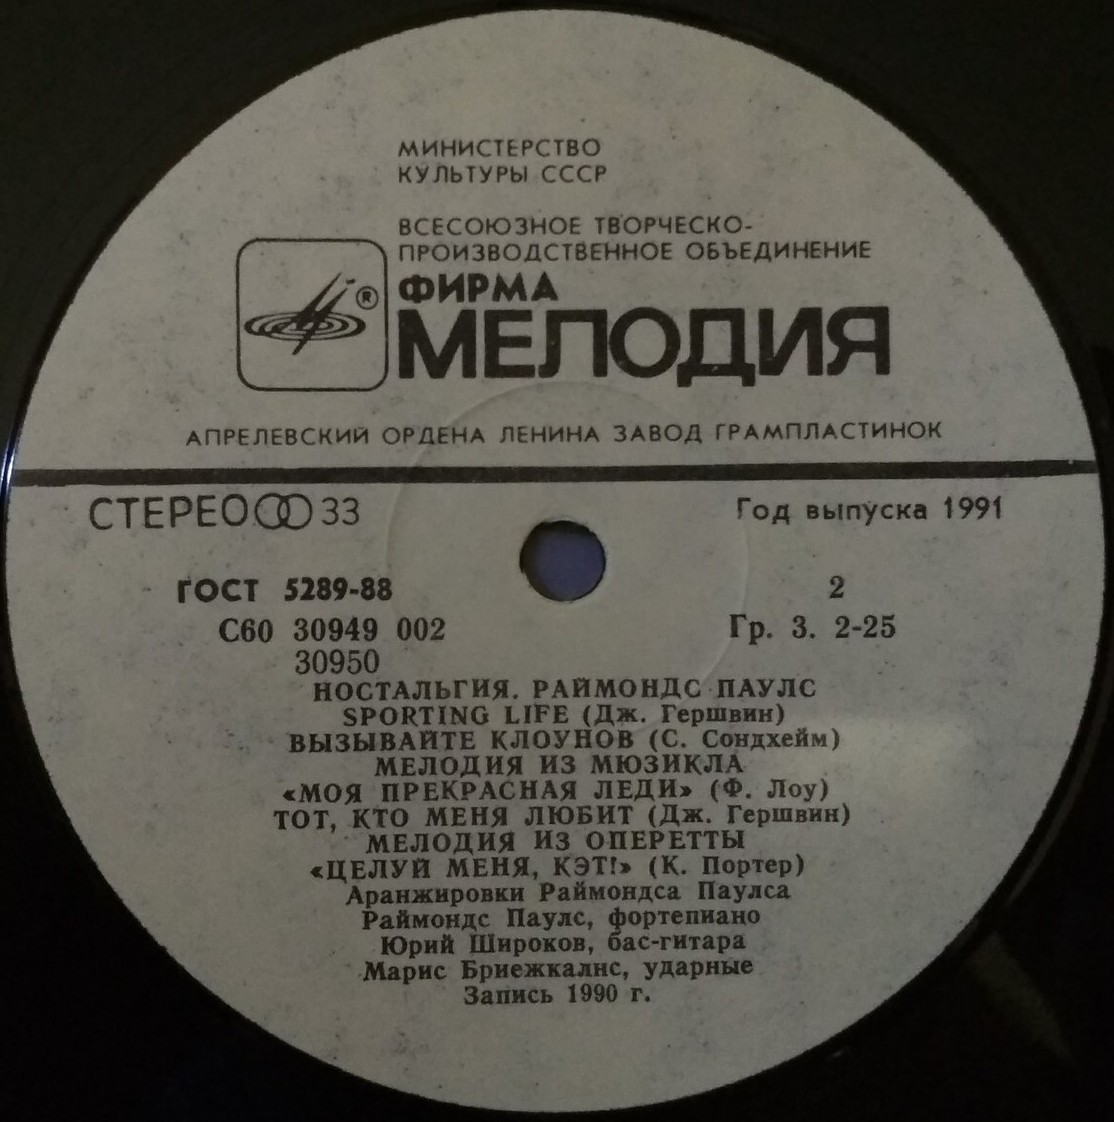 МИНИСТЕРСТВО
КУЛЬТУРЫ СССР
ВСЕСОЮЗНОЕ ТВОРЧЕСКО-
ПРОИЗВОДСТВЕННОЕ ОБЪЕДИНЕНИЕ
ФИРМА
®
МЕЛОДИЯ
АПРЕЛЕВСКИЙ ОРДЕНА ЛЕНИНА ЗАВОД ГРАМПЛАСТИНОК
СТЕРЕО 33
Год выпуска 1991
ГОСТ 5289-88
2
С60 30949 002
Гр. 3. 2-25
30950
НОСТАЛЬГИЯ. РАЙМОНДС ПАУЛС
SPORTING LIFE (Дж. Гершвин)
ВЫЗЫВАЙТЕ КЛОУНОВ (С. Сондхейм)
МЕЛОДИЯ ИЗ МЮЗИКЛА
«МОЯ ПРЕКРАСНАЯ ЛЕДИ» (Ф. Лоу)
ТОТ, КТО МЕНЯ ЛЮБИТ (Дж. Гершвин)
МЕЛОДИЯ ИЗ ОПЕРЕТТЫ
«ЦЕЛУЙ МЕНЯ, КЭТ!» (К. Портер)
Аранжировки Раймондса Паулса
Раймондс Паулс, фортепиано
Юрий Широков, бас-гитара
Марис Бриежкалнс, ударные
Запись 1990 г.